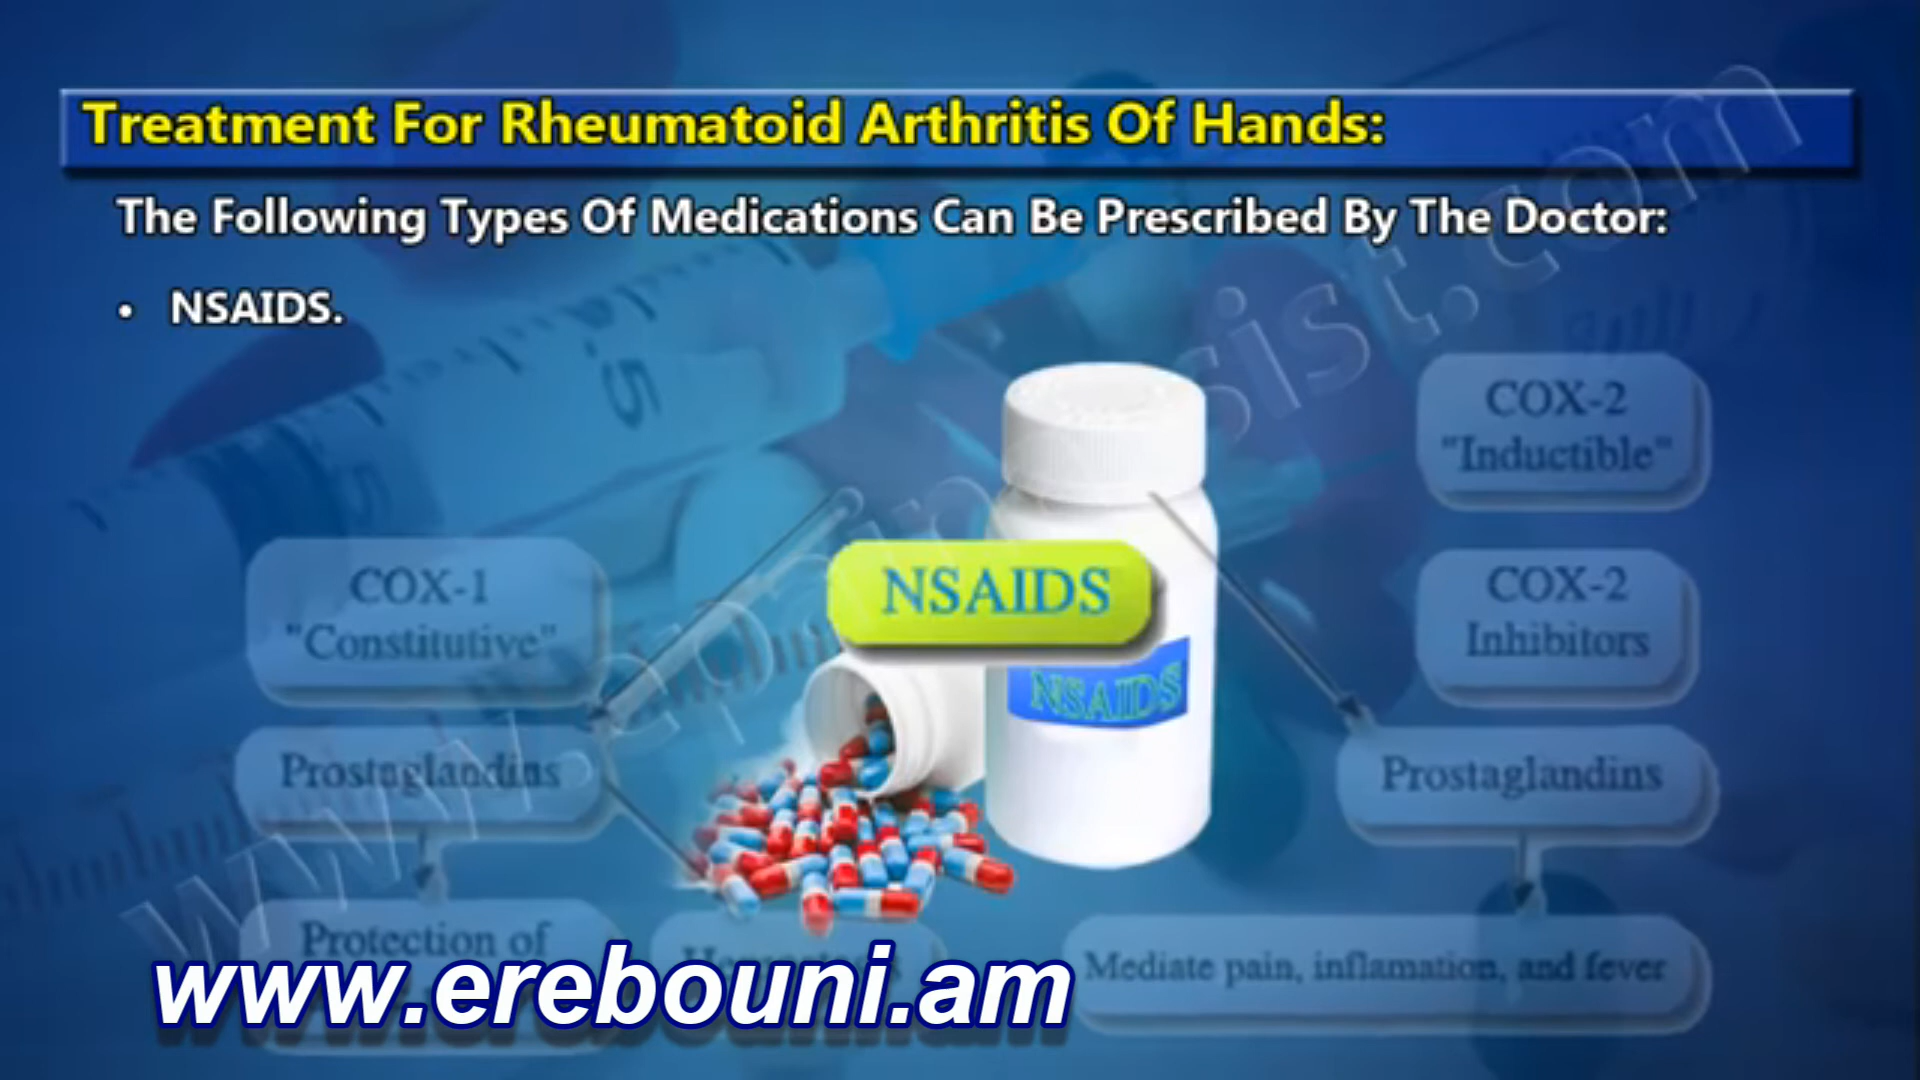 Treatment For Rheumatoid Arthritis Of Hands:
The Following Types Of Medications Can Be Prescribed By The Doctor:
• NSAIDS.
COX-2
"Inductible"
COX-1
"Constitutive"
NSAIDS
COX-2
Inhibitors
NSAIDS
Prostaglandins
Prostaglandins
Protection of
Mediate pain, inflamation, and fever
www.erebouni.am